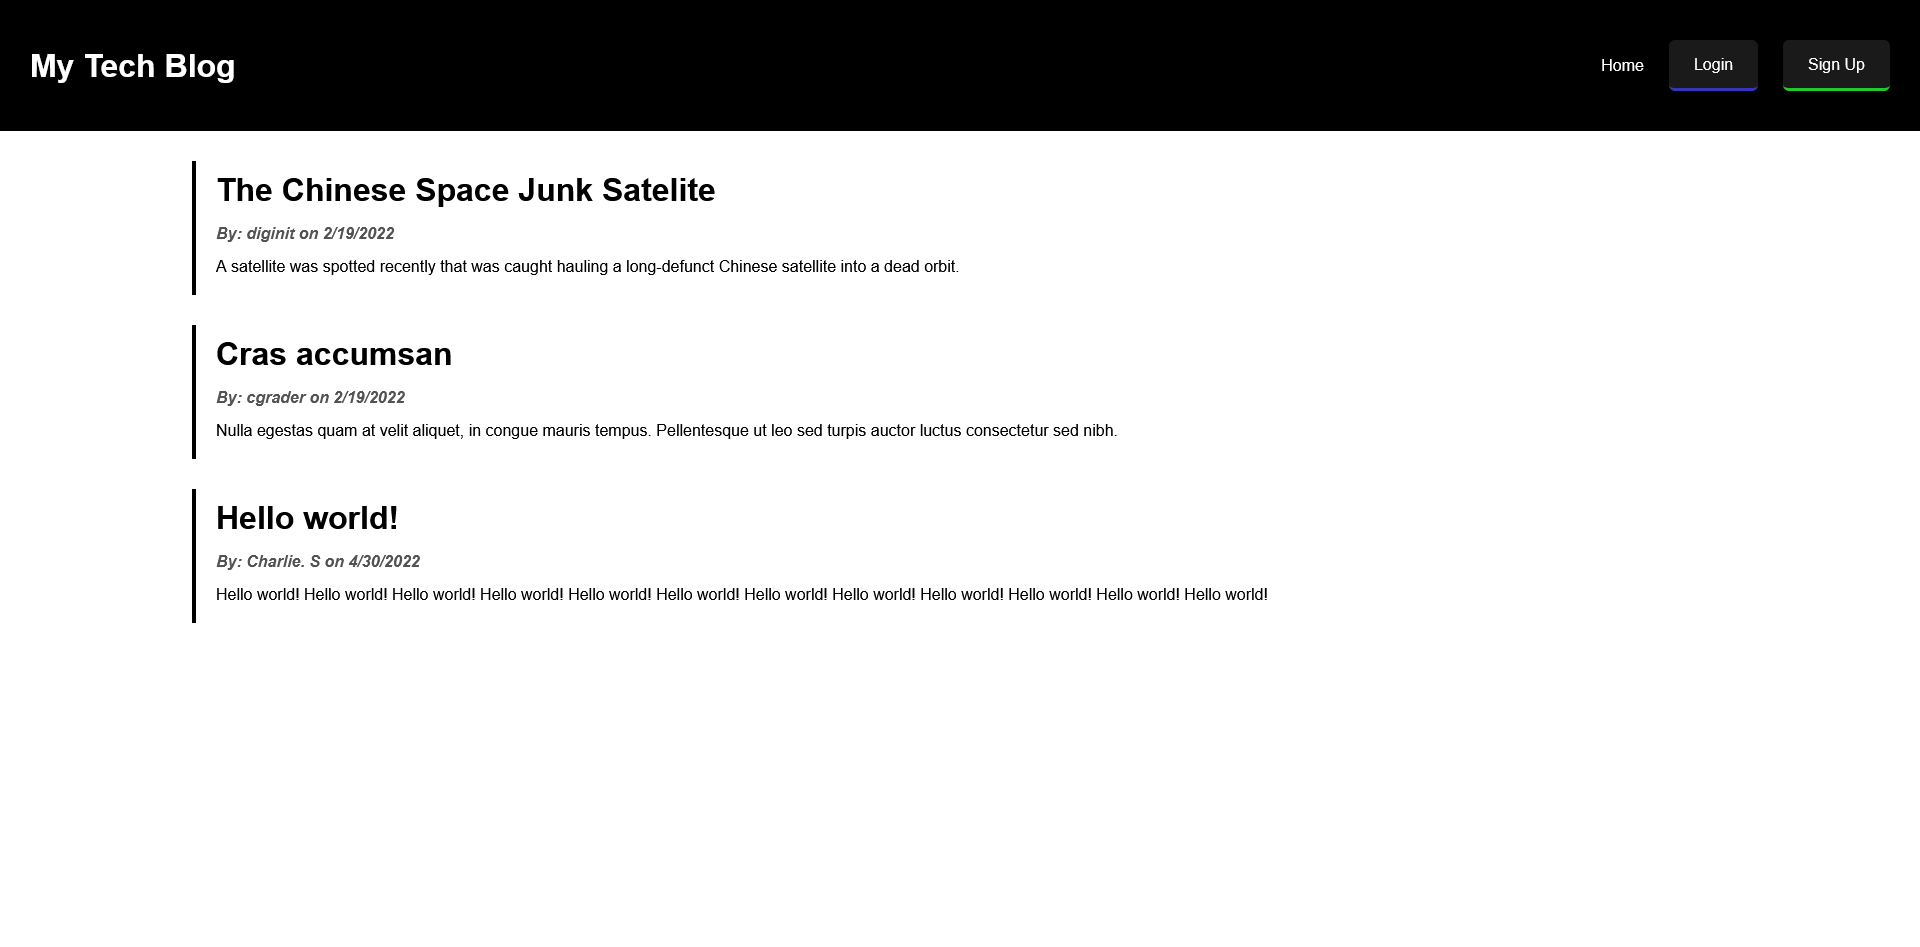 My Tech Blog
Home
Login
Sign Up
The Chinese Space Junk Satelite
By: diginit on 2/19/2022
A satellite was spotted recently that was caught hauling a long-defunct Chinese satellite into a dead orbit.
Cras accumsan
By: cgrader on 2/19/2022
Nulla egestas quam at velit aliquet, in congue mauris tempus. Pellentesque ut leo sed turpis auctor luctus consectetur sed nibh.
Hello world!
By: Charlie. S on 4/30/2022
Hello world! Hello world! Hello world! Hello world! Hello world! Hello world! Hello world! Hello world! Hello world! Hello world! Hello world! Hello world!